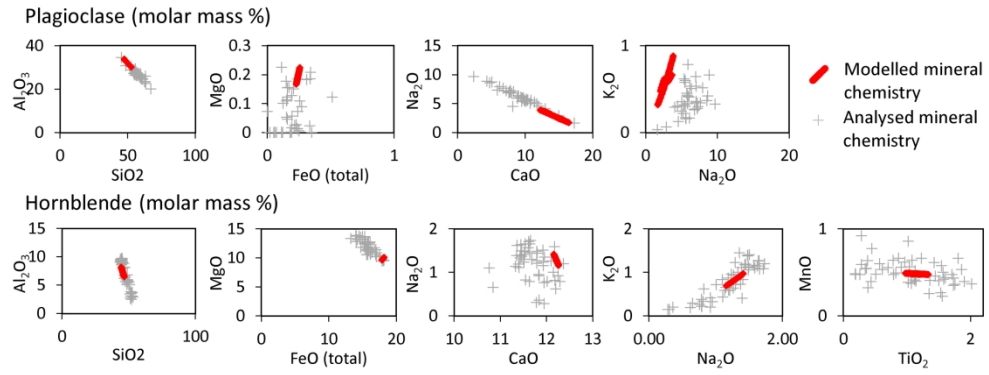 Plagioclase (molar mass %)
Al₂O₃
40
20
0
0 50 100
SiO2
MgO
0.3
0.2
0.1
0
0 1
FeO (total)
Na₂O
15
10
5
0
0 10 20
CaO
K₂O
1
0
0 10 20
Na₂O
Modelled mineral
chemistry
Analysed mineral
chemistry
Hornblende (molar mass %)
Al₂O₃
15
10
5
0
0 100
SiO2
MgO
15
10
5
0
0 10 20
FeO (total)
Na₂O
2
1
0
10 11 12 13
CaO
K₂O
2
1
0
0.00 1.00 2.00
Na₂O
MnO
1
0
0 1 2
TiO₂